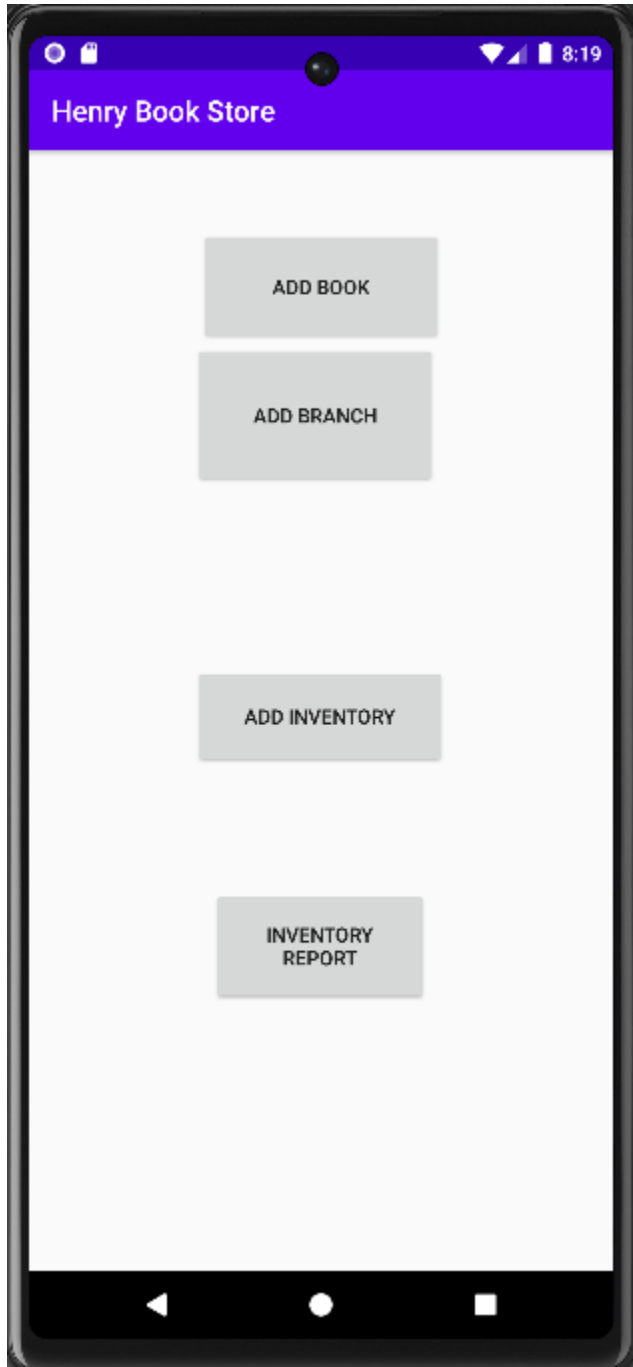 8:19
Henry Book Store
ADD BOOK
ADD BRANCH
ADD INVENTORY
INVENTORY
REPORT